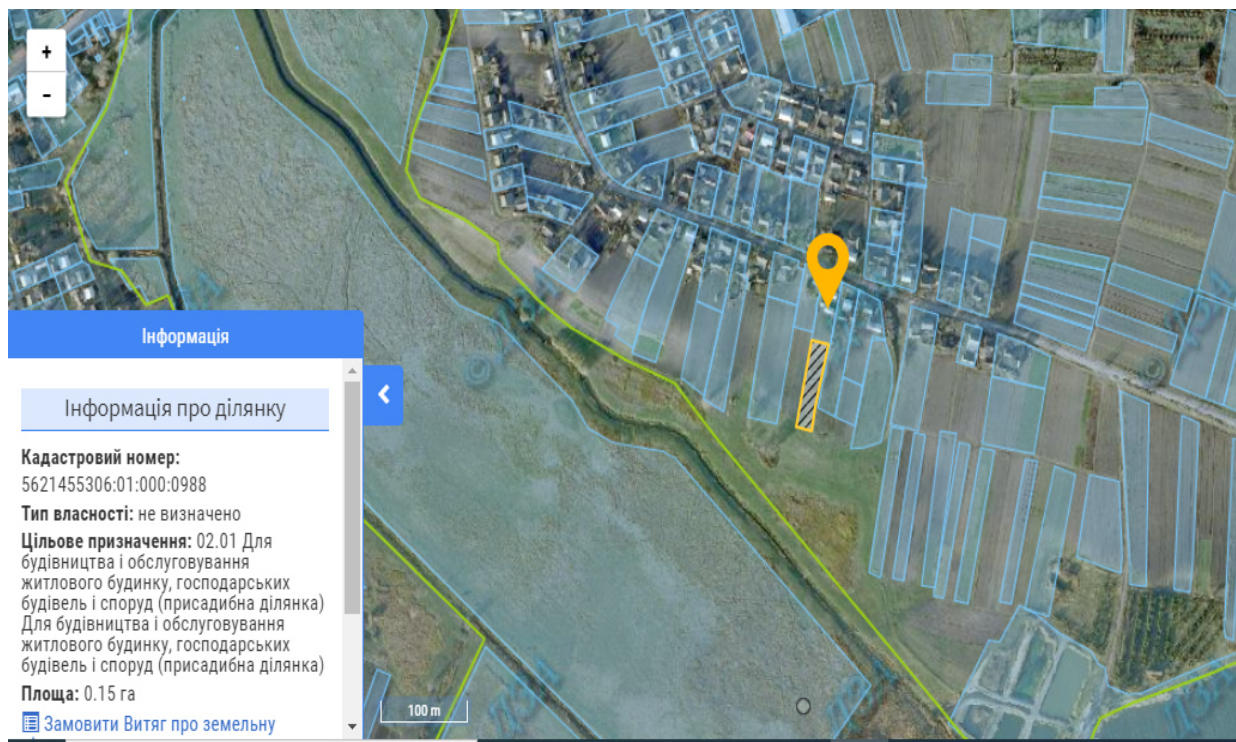 +
-
Інформація
Інформація про ділянку
Кадастровий номер:
5621455306:01:000:0988
Тип власності: не визначено
Цільове призначення: 02.01 Для
будівництва і обслуговування
житлового будинку, господарських
будівель і споруд (присадибна ділянка)
Для будівництва і обслуговування
житлового будинку, господарських
будівель і споруд (присадибна ділянка)
Площа: 0.15 га
Замовити Витяг про земельну
100 m